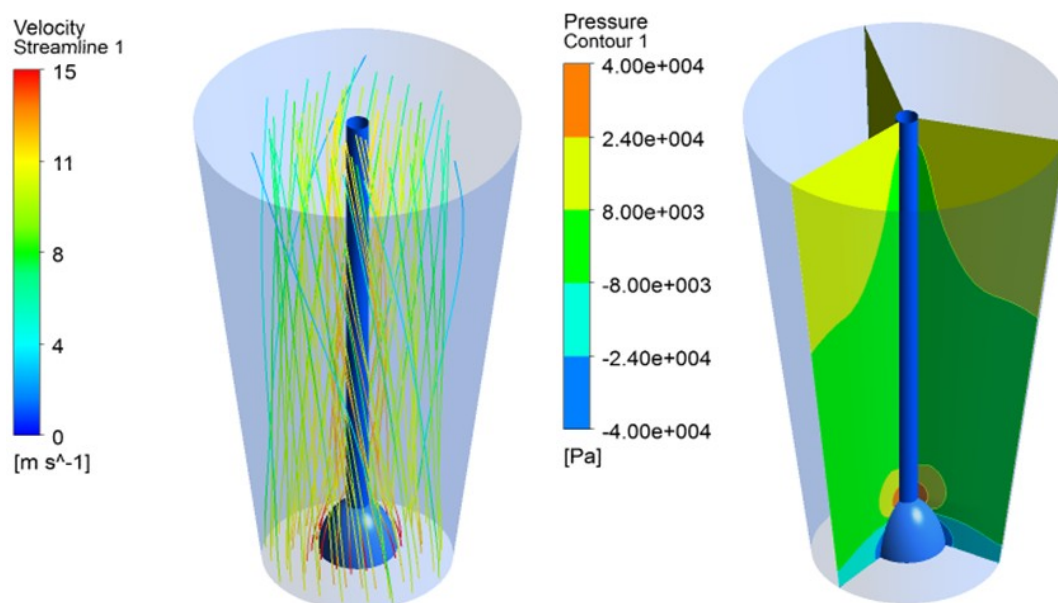 Velocity
Streamline 1
15
11
8
4
0
[m s^-1]
Pressure
Contour 1
4.00e+004
2.40e+004
8.00e+003
-8.00e+003
-2.40e+004
-4.00e+004
[Pa]